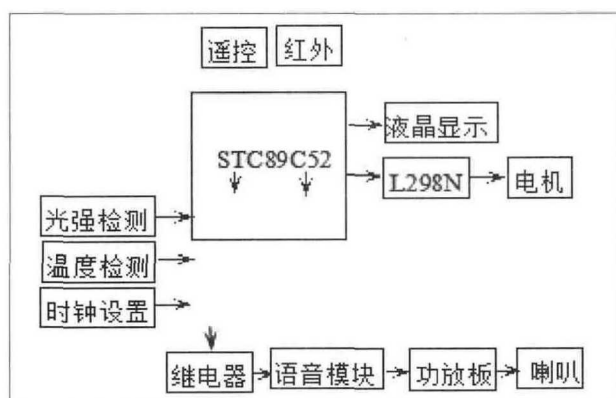 遥控 红外
液晶显示
STC89C52
L298N 电机
光强检测
温度检测
时钟设置
继电器 语音模块 功放板 喇叭